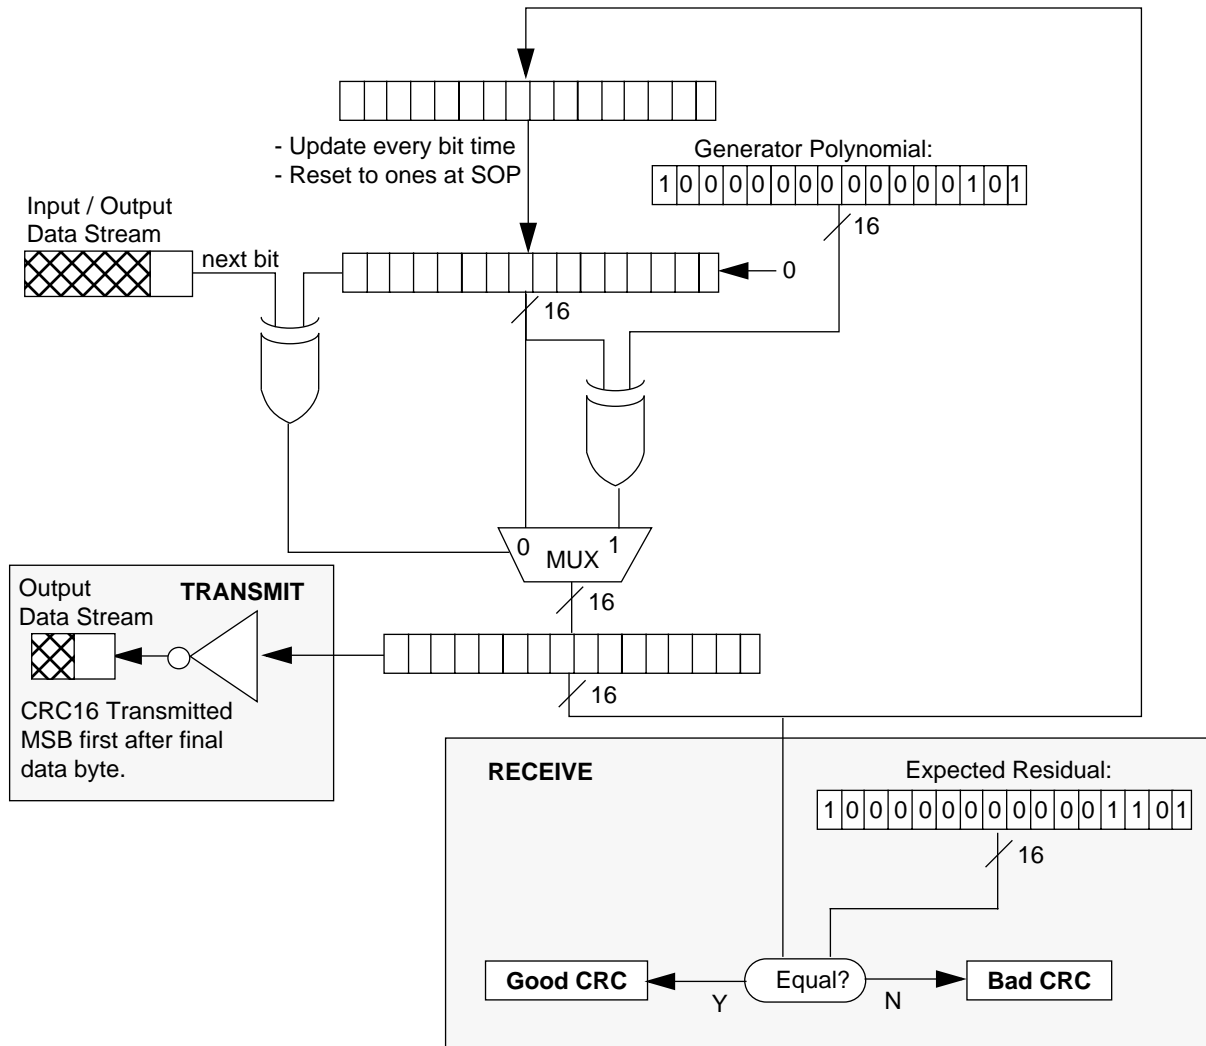 - Update every bit time
- Reset to ones at SOP
Generator Polynomial:
1 0 0 0 0 0 0 0 0 0 0 0 0 1 0 1
16
Input / Output
Data Stream
next bit
0
16
0 1
MUX
16
Output
Data Stream
TRANSMIT
CRC16 Transmitted
MSB first after final
data byte.
16
RECEIVE
Expected Residual:
1 0 0 0 0 0 0 0 0 0 0 0 1 1 0 1
16
Good CRC
Y
Equal?
N
Bad CRC